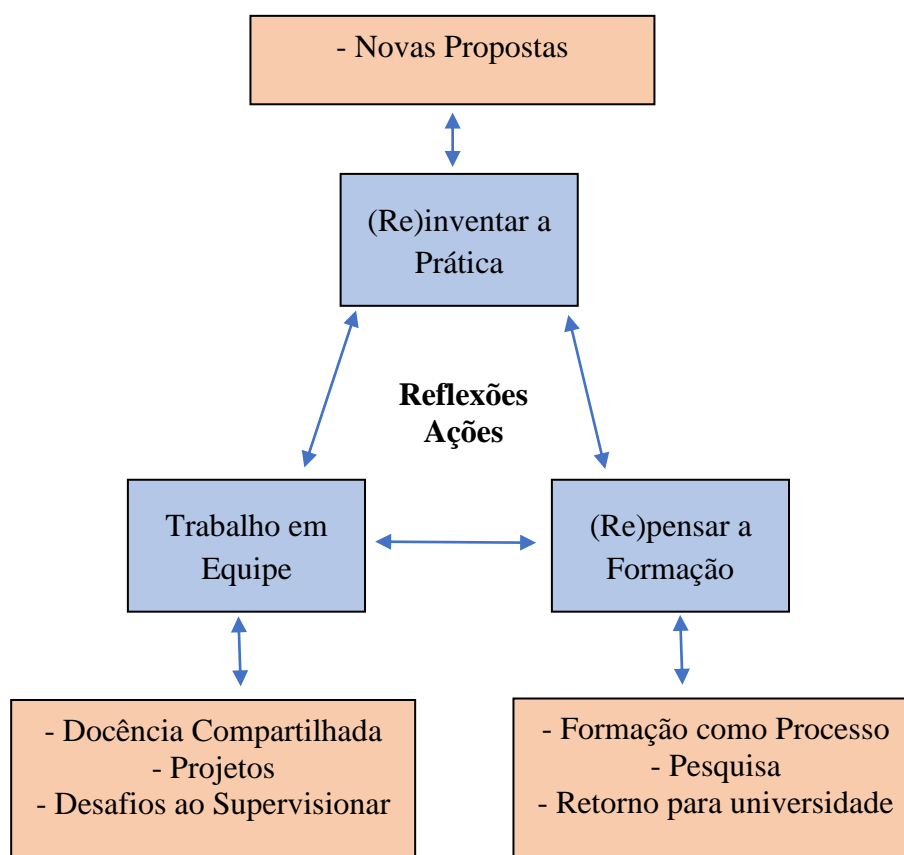 - Novas Propostas
(Re)inventar a
Prática
Reflexões
Ações
Trabalho em
Equipe
(Re)pensar a
Formação
- Docência Compartilhada
- Projetos
- Desafios ao Supervisionar
- Formação como Processo
- Pesquisa
- Retorno para universidade